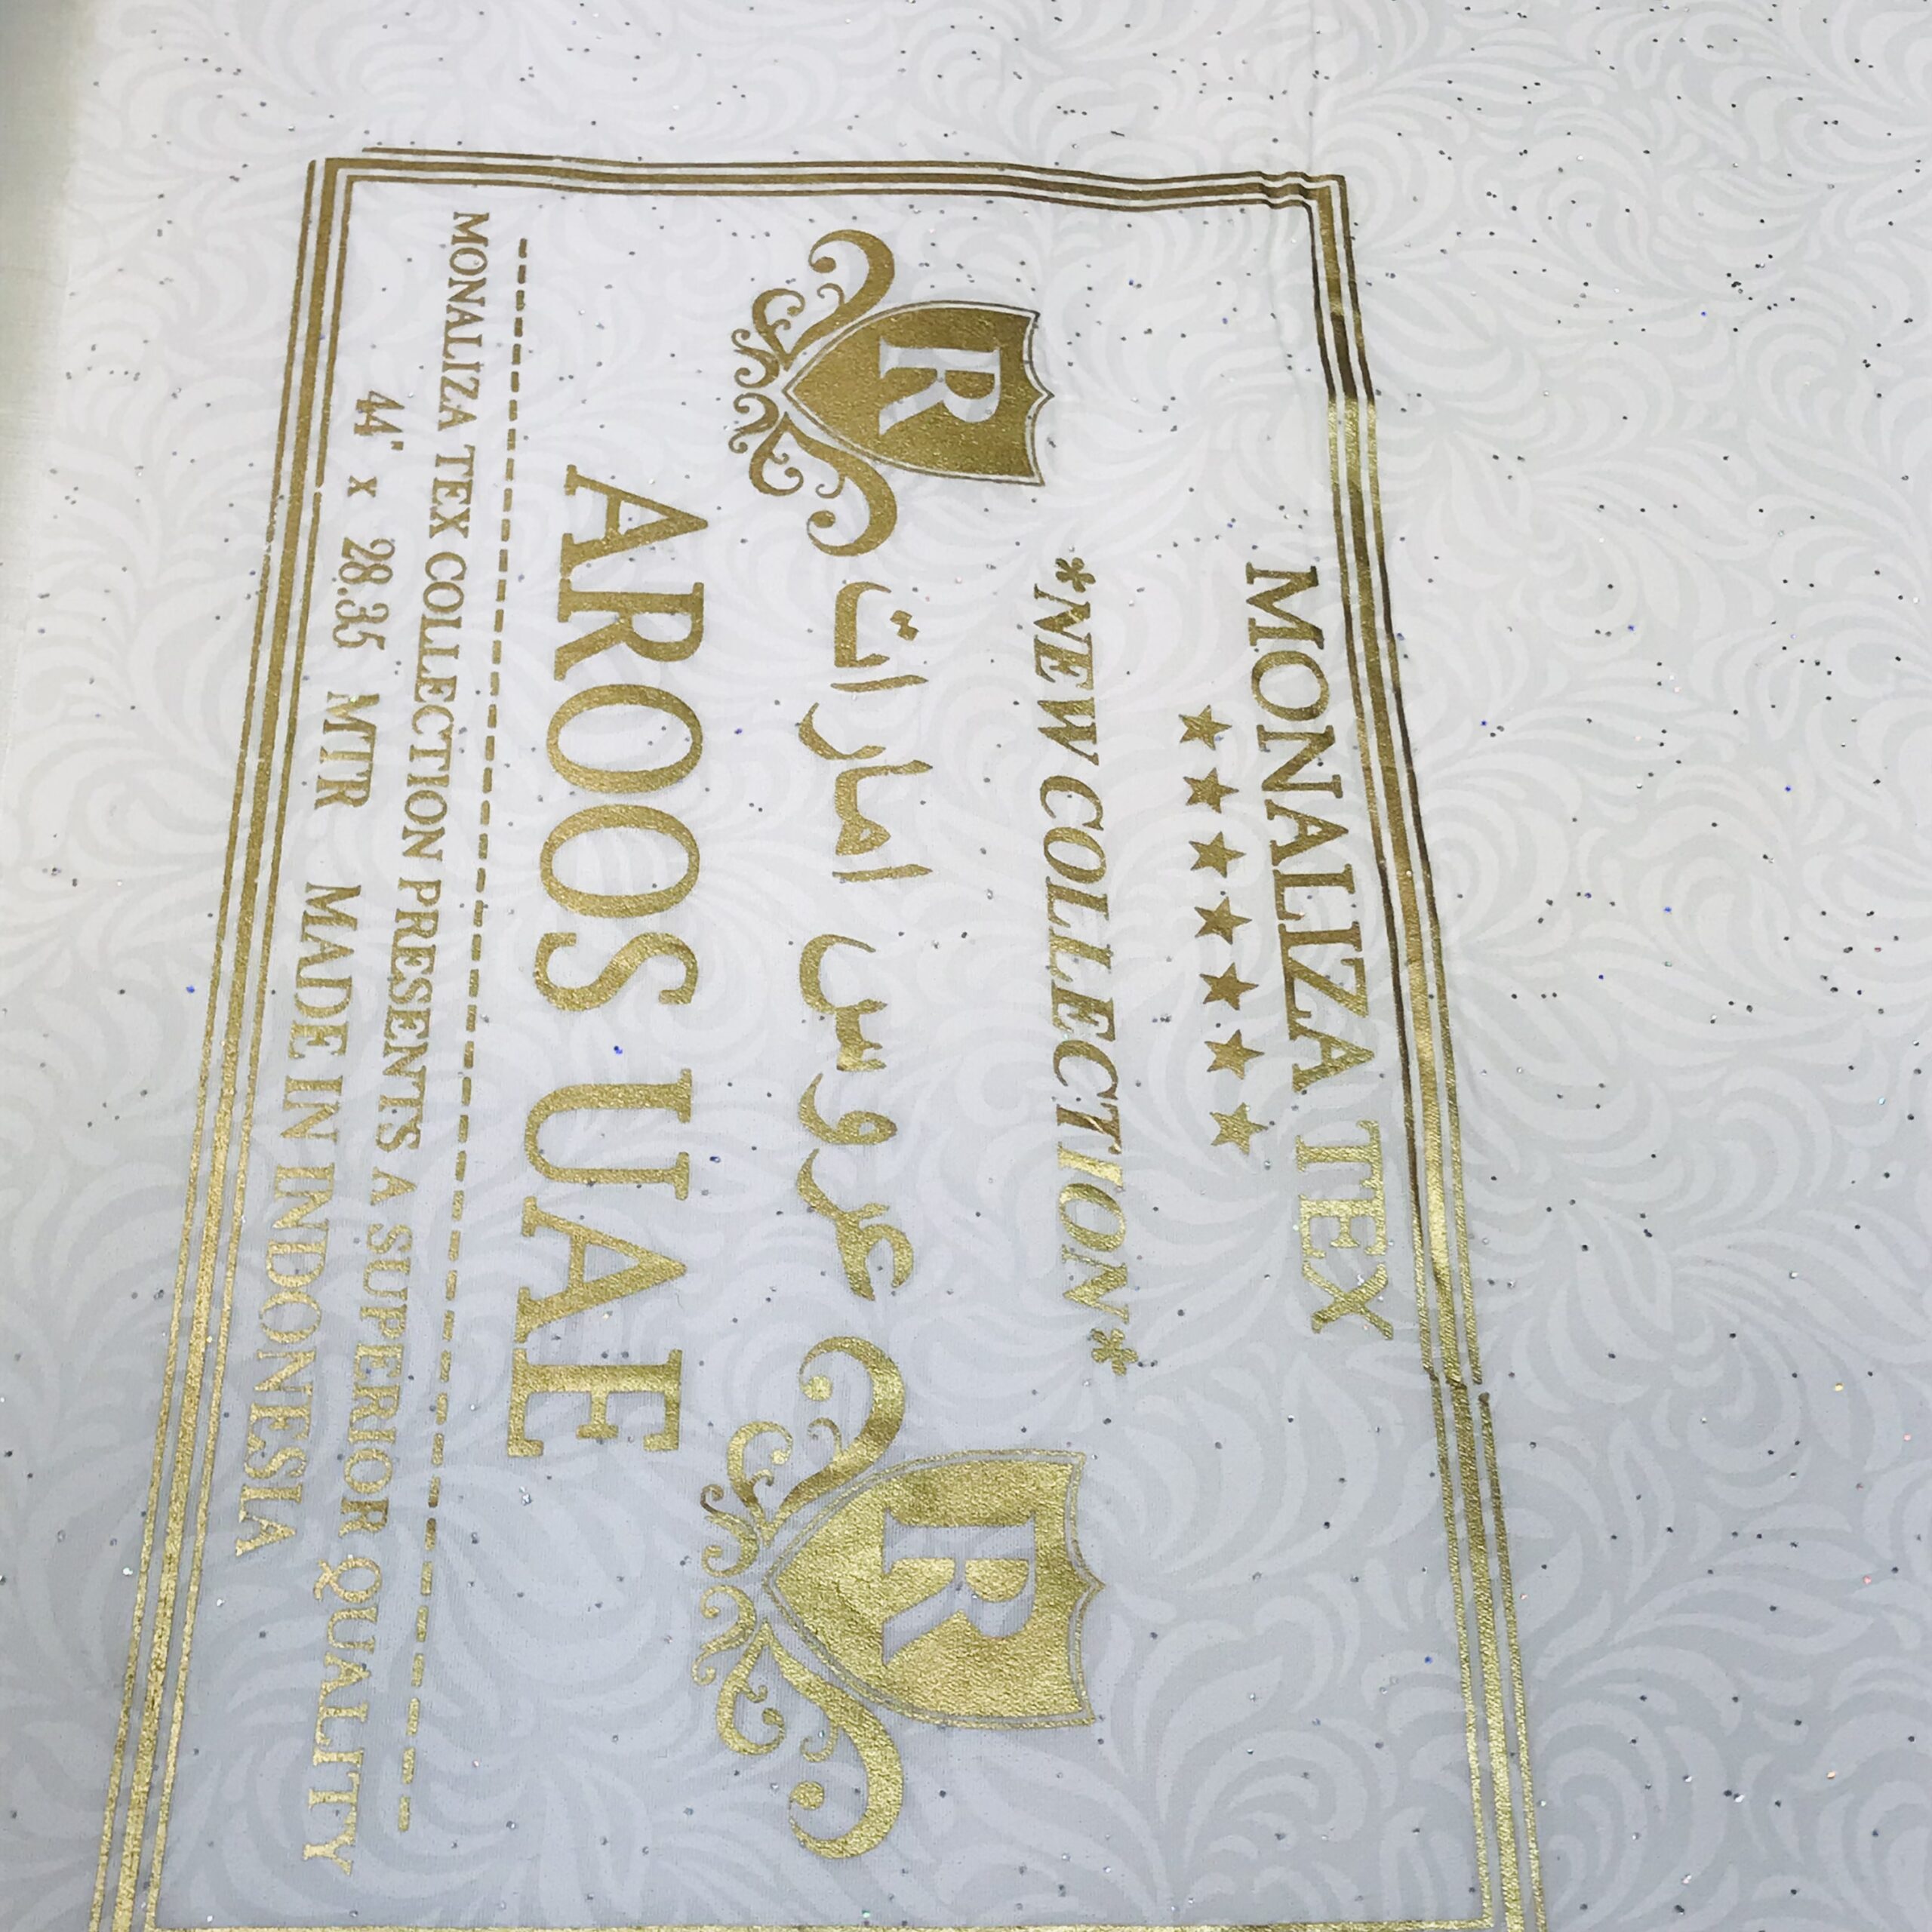 MONALIZA TEX
*NEW COLLECTION*
R عروس امارات R
AROOS UAE
MONALIZA TEX COLLECTION PRESENTS A SUPERIOR QUALITY
44" x 28.35 MTR MADE IN INDONESIA